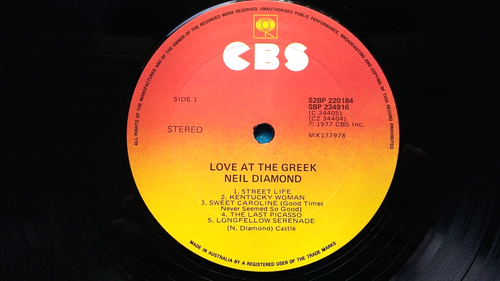 ALL RIGHTS OF THE MANUFACTURER AND OF THE OWNER OF THE RECORDED WORK RESERVED. UNAUTHORISED PUBLIC PERFORMANCE, BROADCASTING AND COPYING OF THIS RECORD PROHIBITED
CBS
SIDE 1
STEREO
S2BP 220184
SBP 234916
(C 34405)
(C2 34404)
℗ 1977 CBS Inc.
MX177978
LOVE AT THE GREEK
NEIL DIAMOND
1. STREET LIFE
2. KENTUCKY WOMAN
3. SWEET CAROLINE (Good Times
Never Seemed So Good)
4. THE LAST PICASSO
5. LONGFELLOW SERENADE
(N. Diamond) Castle
MADE IN AUSTRALIA BY A REGISTERED USER OF THE TRADE MARKS